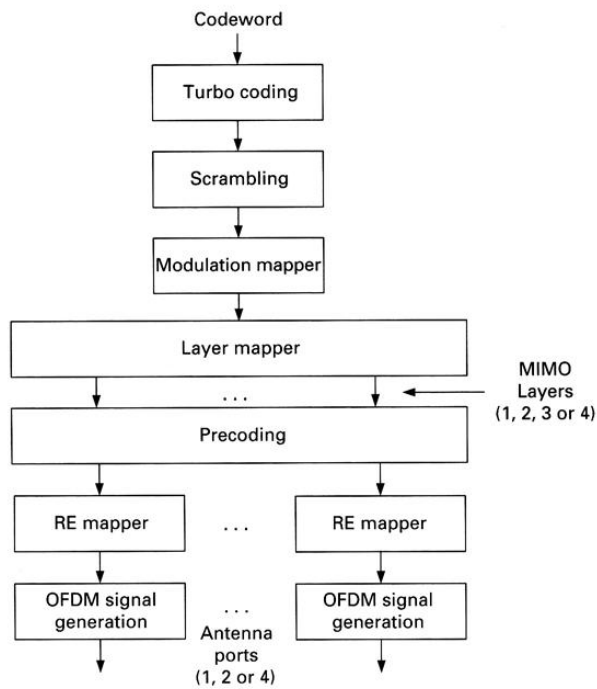 Codeword
Turbo coding
Scrambling
Modulation mapper
Layer mapper
...
MIMO
Layers
(1, 2, 3 or 4)
Precoding
RE mapper
...
RE mapper
OFDM signal
generation
...
OFDM signal
generation
Antenna
ports
(1, 2 or 4)